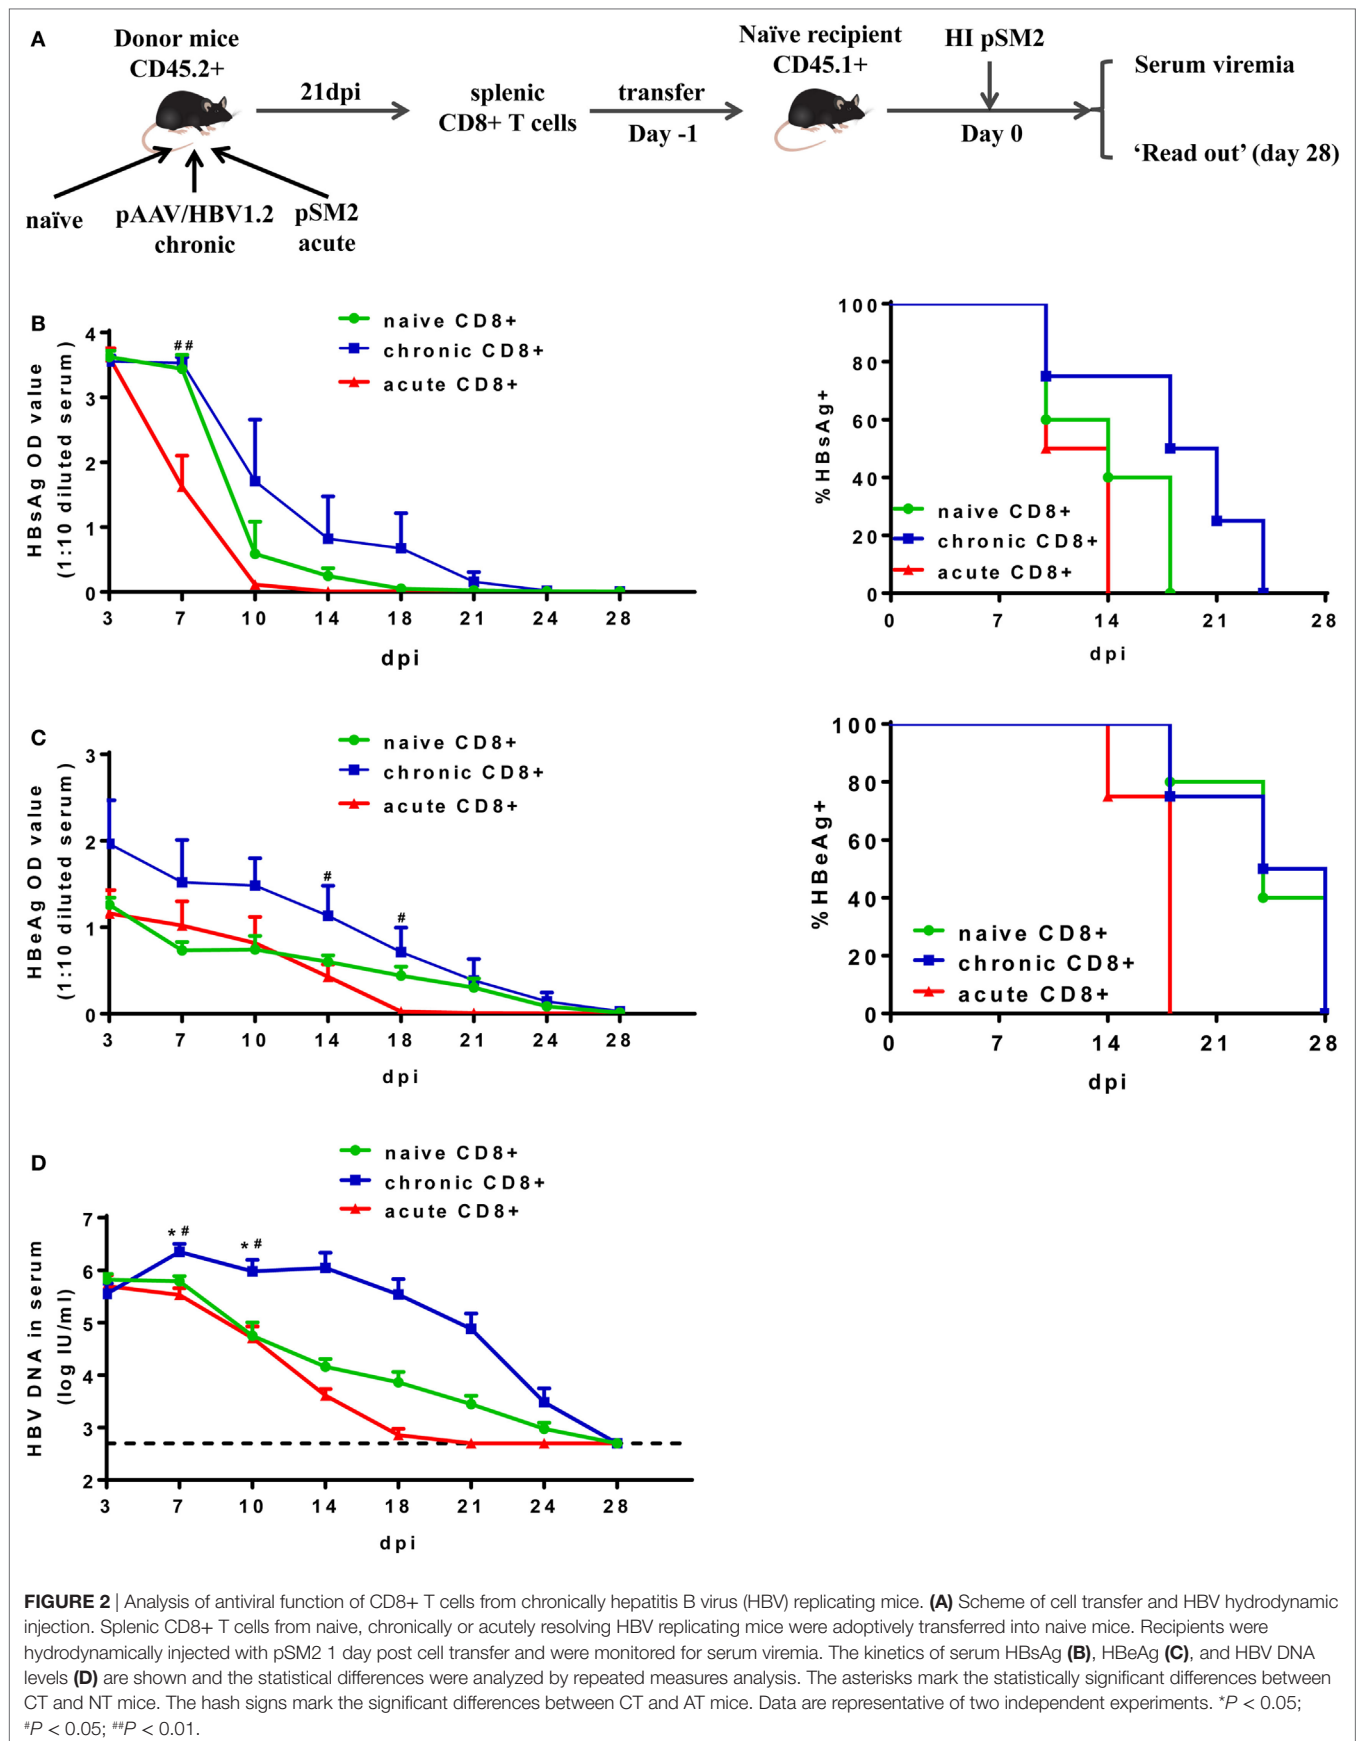 A
Donor mice
CD45.2+
21dpi
splenic
CD8+ T cells
transfer
Day -1
Naïve recipient
CD45.1+
HI pSM2
Day 0
Serum viremia
‘Read out’ (day 28)
naïve
pAAV/HBV1.2
chronic
pSM2
acute
B
HBsAg OD value
(1:10 diluted serum)
4
3
2
1
0
##
naive CD8+
chronic CD8+
acute CD8+
3 7 10 14 18 21 24 28
dpi
%HBsAg+
100
80
60
40
20
0
naive CD8+
chronic CD8+
acute CD8+
0 7 14 21 28
dpi
C
HBeAg OD value
(1:10 diluted serum)
3
2
1
0
naive CD8+
chronic CD8+
acute CD8+
#
#
3 7 10 14 18 21 24 28
dpi
%HBeAg+
100
80
60
40
20
0
naive CD8+
chronic CD8+
acute CD8+
0 7 14 21 28
dpi
D
HBV DNA in serum
(log IU/ml)
7
6
5
4
3
2
naive CD8+
chronic CD8+
acute CD8+
* #
* #
3 7 10 14 18 21 24 28
dpi
FIGURE 2 | Analysis of antiviral function of CD8+ T cells from chronically hepatitis B virus (HBV) replicating mice. (A) Scheme of cell transfer and HBV hydrodynamic
injection. Splenic CD8+ T cells from naive, chronically or acutely resolving HBV replicating mice were adoptively transferred into naive mice. Recipients were
hydrodynamically injected with pSM2 1 day post cell transfer and were monitored for serum viremia. The kinetics of serum HBsAg (B), HBeAg (C), and HBV DNA
levels (D) are shown and the statistical differences were analyzed by repeated measures analysis. The asterisks mark the statistically significant differences between
CT and NT mice. The hash signs mark the significant differences between CT and AT mice. Data are representative of two independent experiments. *P < 0.05;
#P < 0.05; ##P < 0.01.